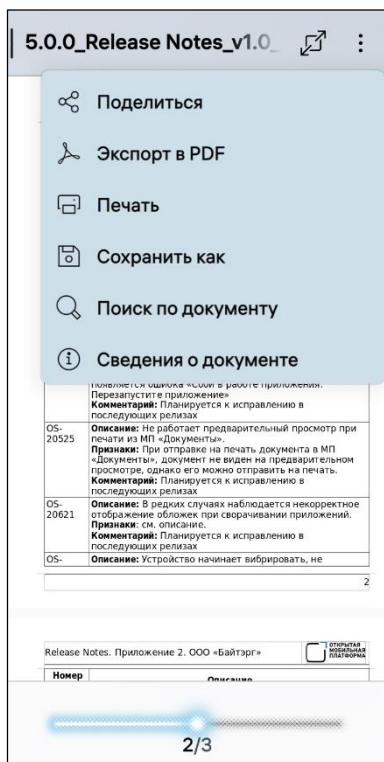 5.0.0_Release Notes_v1.0_
Поделиться
Экспорт в PDF
Печать
Сохранить как
Поиск по документу
Сведения о документе
появляется ошибка «Сбой в работе приложения.
Перезапустите приложение»
Комментарий: Планируется к исправлению в
последующих релизах
OS-
20525
Описание: Не работает предварительный просмотр при
печати из МП «Документы».
Признаки: При отправке на печать документа в МП
«Документы», документ не виден на предварительном
просмотре, однако его можно отправить на печать.
Комментарий: Планируется к исправлению в
последующих релизах
OS-
20621
Описание: В редких случаях наблюдается некорректное
отображение обложек при сворачивании приложений.
Признаки: см. описание.
Комментарий: Планируется к исправлению в
последующих релизах
OS-
Описание: Устройство начинает вибрировать, не
2
Release Notes. Приложение 2. ООО «Байтэрг»
ОТКРЫТАЯ
МОБИЛЬНАЯ
ПЛАТФОРМА
Номер
Описание
2/3